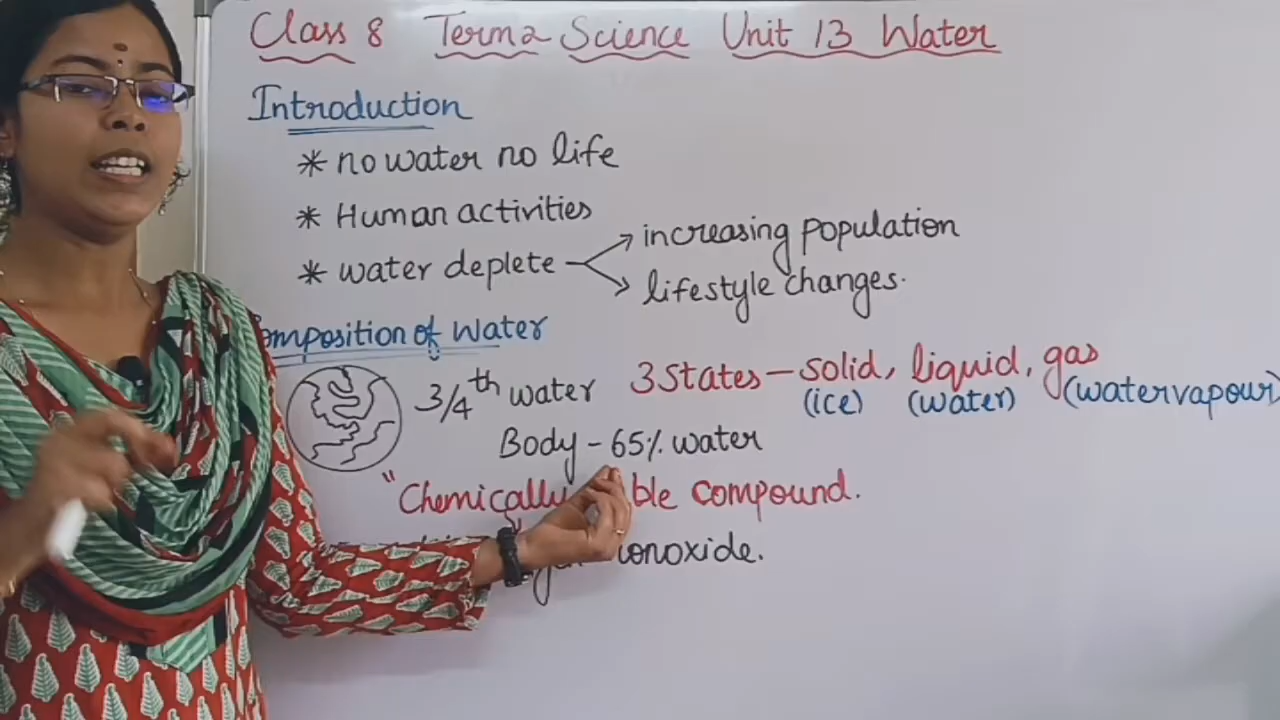 Class 8 Term 2 Science Unit 13 Water
Introduction
* no water no life
* Human activities
* water deplete → increasing population
→ lifestyle changes.
omposition of Water
3/4th water
3 States - solid, liquid, gas
(ice) (water) (watervapour)
Body - 65% water
"Chemically ble compound.
onoxide.